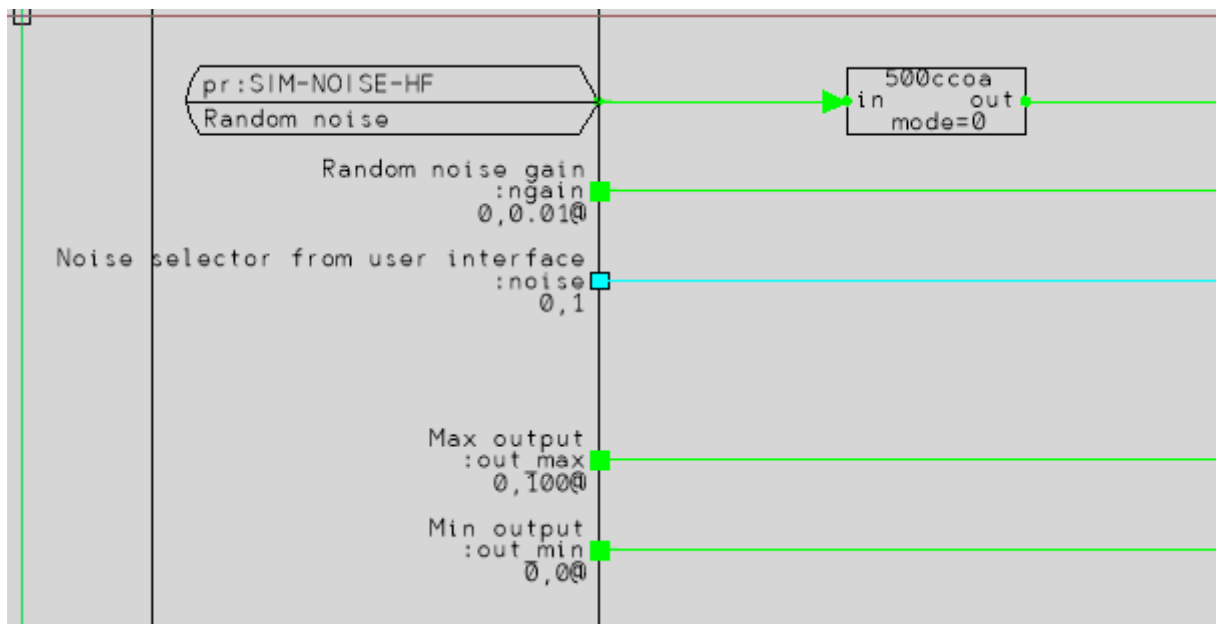 pr:SIM-NOISE-HF
Random noise
500ccoa
in out
mode=0
Random noise gain
:ngain
0,0.01@
Noise selector from user interface
:noise
0,1
Max output
:out_max
0,100@
Min output
:out_min
0,0@